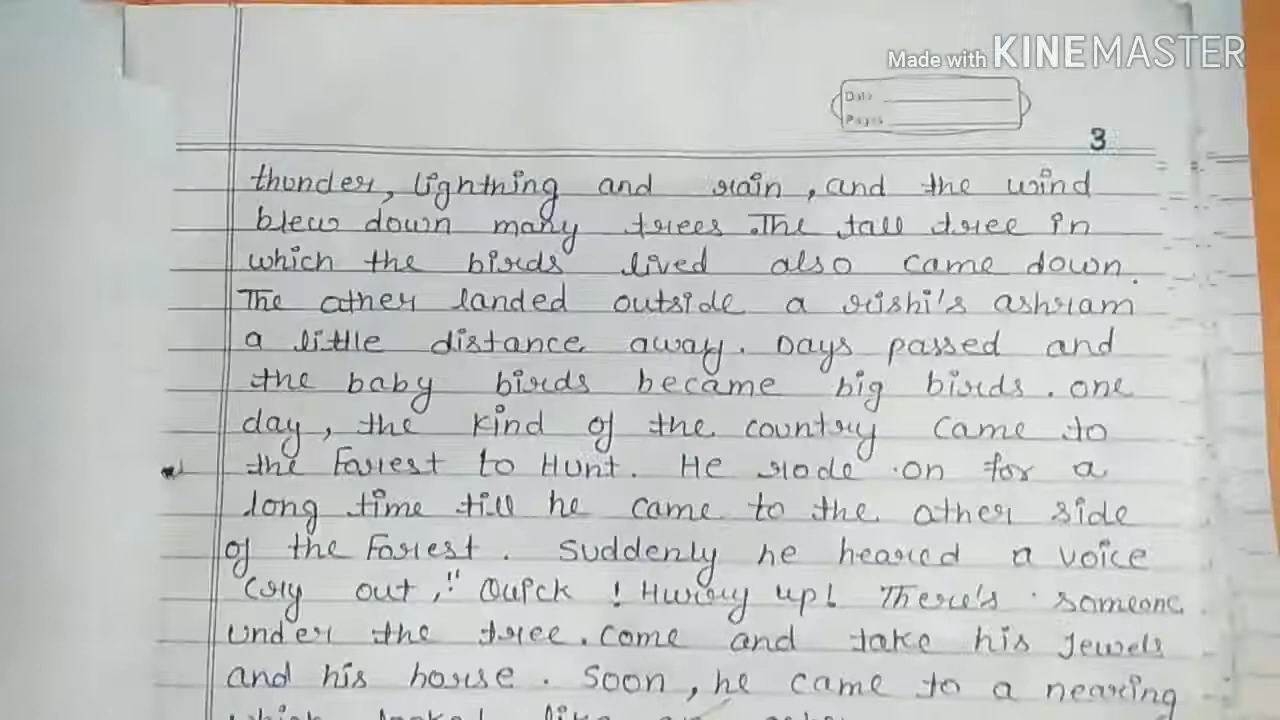 Made with KINEMASTER
Date
Pages
3
thunder, lightning and rain, and the wind
blew down many trees. The tall tree in
which the birds lived also came down.
The other landed outside a rishi's ashram
a little distance away. Days passed and
the baby birds became big birds. One
day, the kind of the country came to
the Forest to Hunt. He rode on for a
long time till he came to the other side
of the Forest. Suddenly he heared a voice
cry out, " Quick ! Hurry up! There's someone
under the tree. Come and take his Jewels
and his horse. Soon, he came to a nearing
which looked like